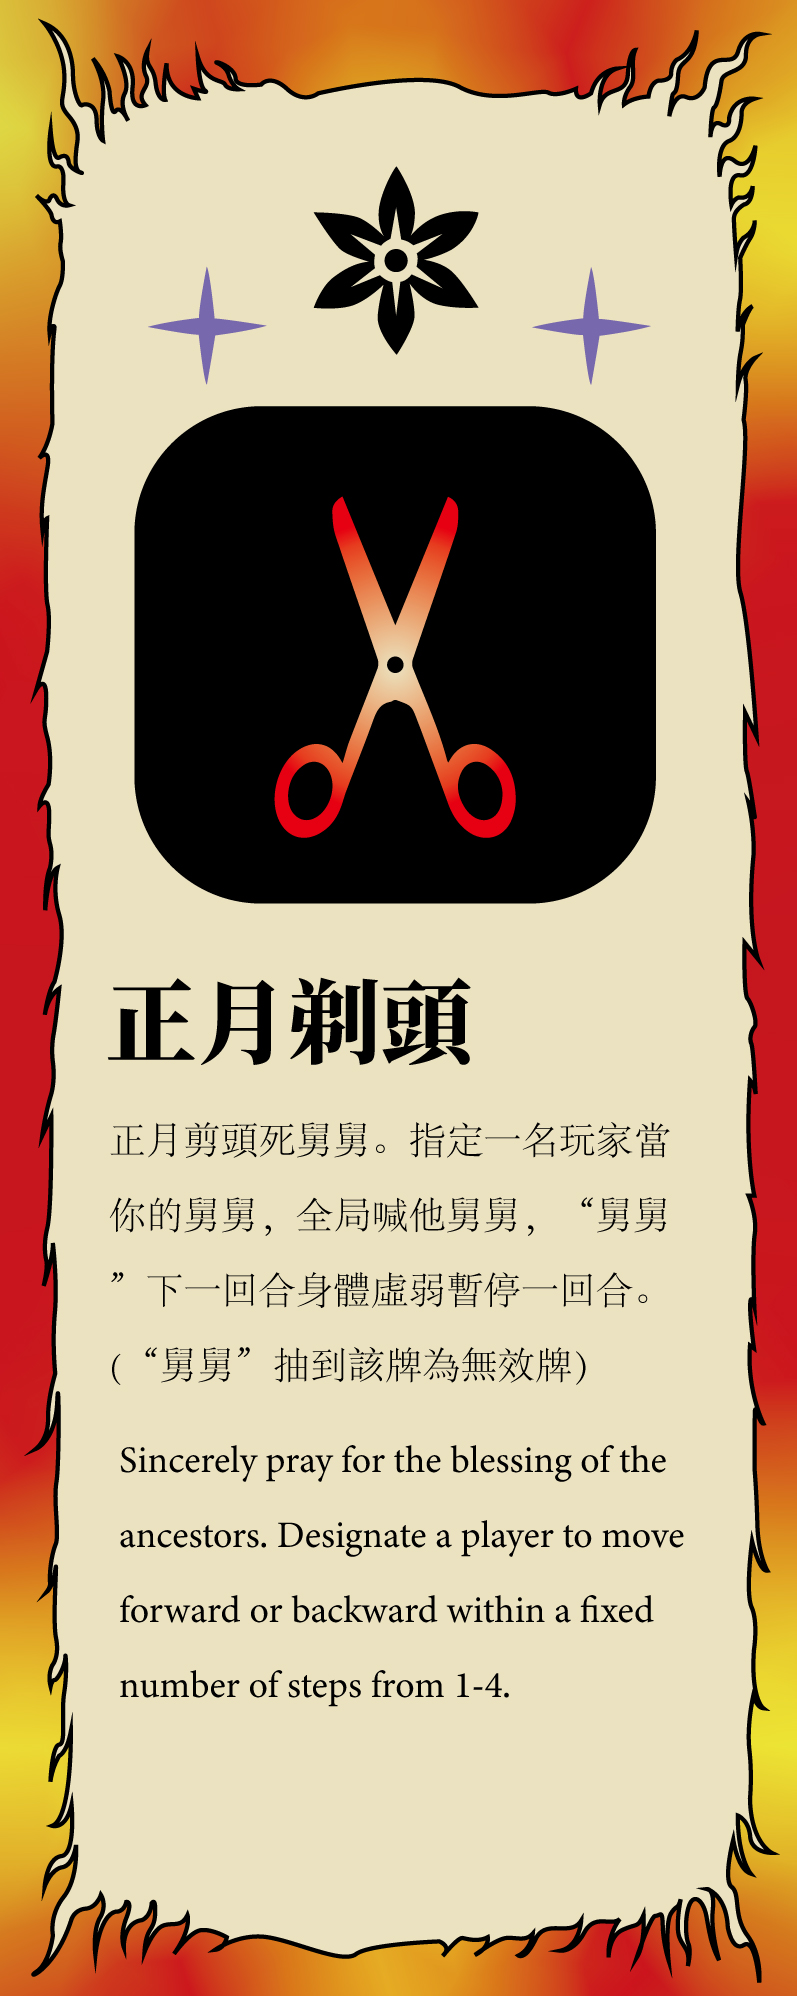 正月剃頭
正月剪頭死舅舅。指定一名玩家當
你的舅舅，全局喊他舅舅，“舅舅
”下一回合身體虛弱暫停一回合。
(“舅舅”抽到該牌為無效牌)
Sincerely pray for the blessing of the
ancestors. Designate a player to move
forward or backward within a fixed
number of steps from 1-4.